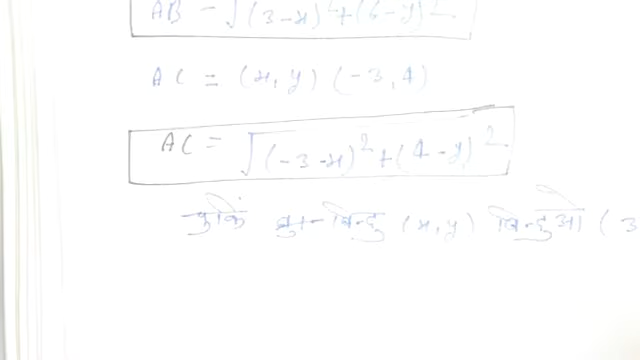 AB = √(3-x)²+(6-y)²
AC = (x, y) (-3, 4)
AC = √(-3-x)²+(4-y)²
चुकिं बिन्दु (x, y) बिन्दुओ (3